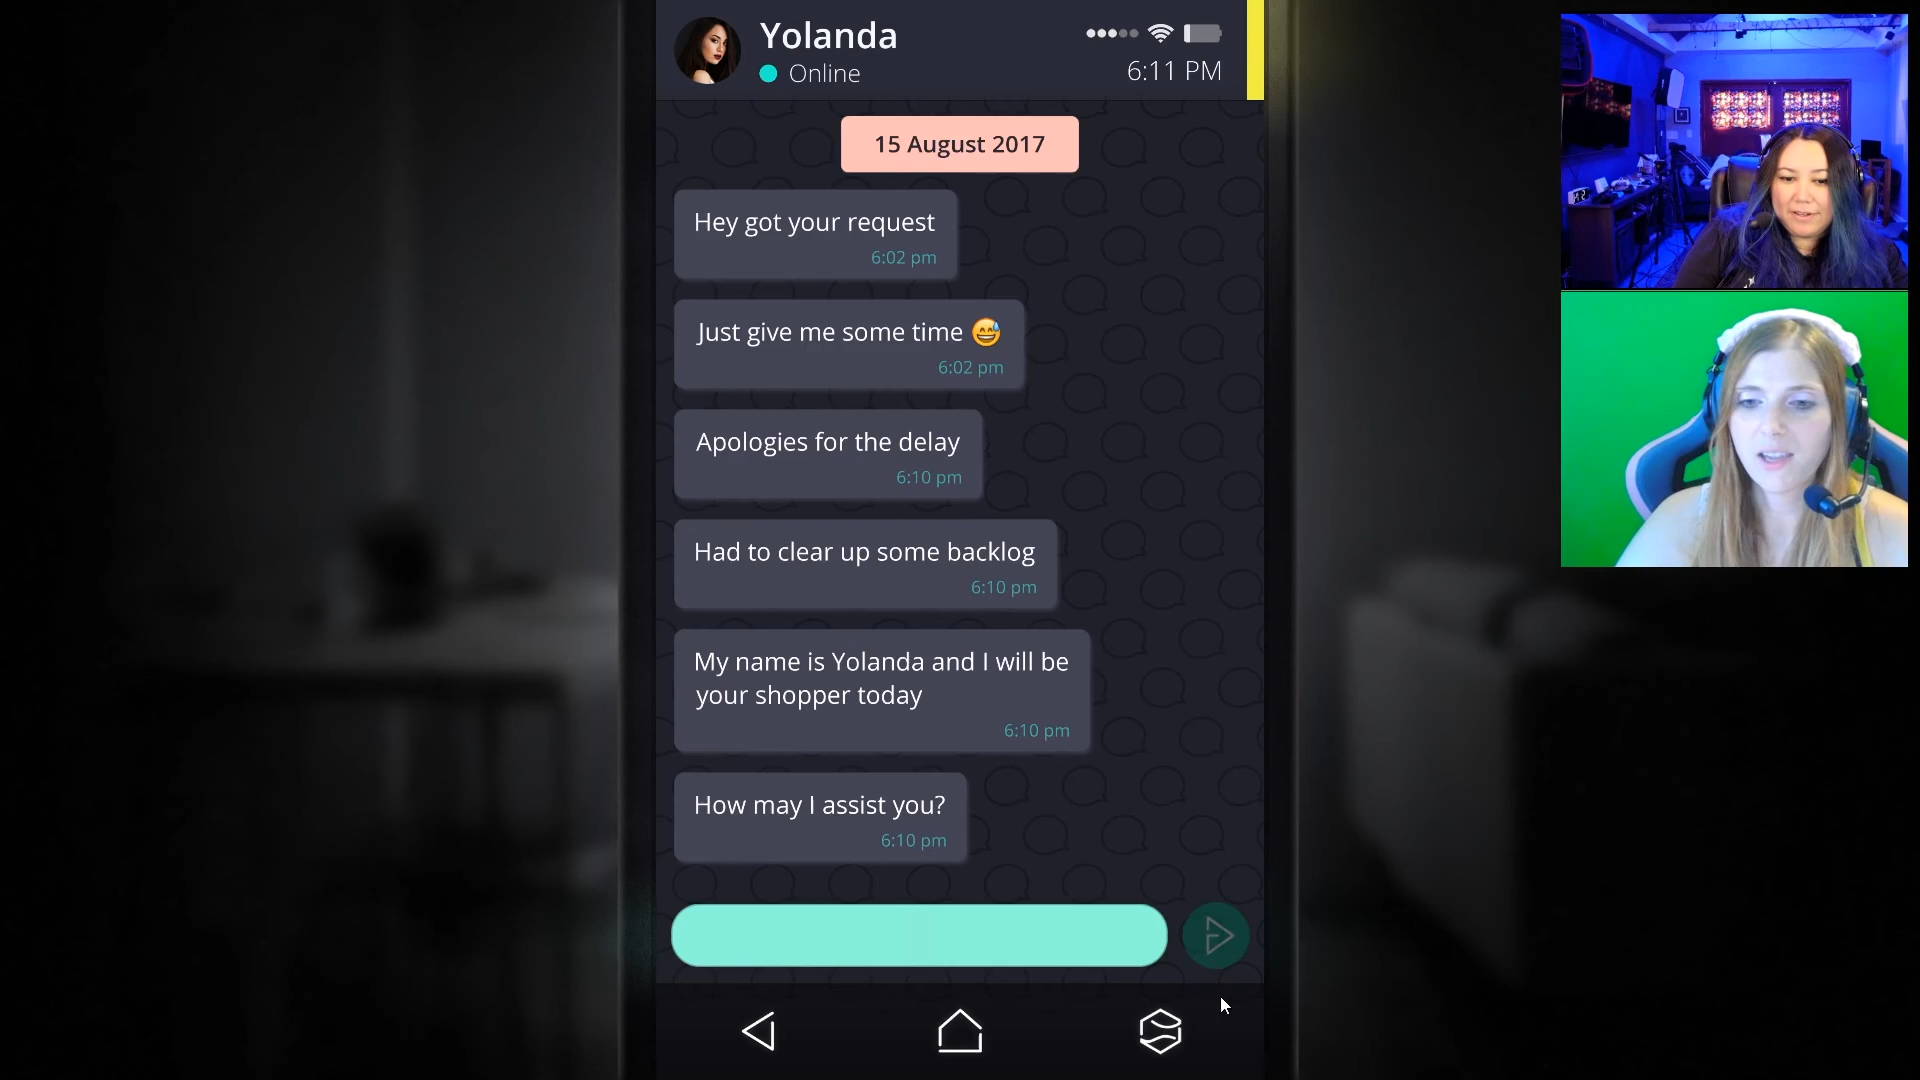 Yolanda
Online
6:11 PM
15 August 2017
Hey got your request
6:02 pm
Just give me some time 😅
6:02 pm
Apologies for the delay
6:10 pm
Had to clear up some backlog
6:10 pm
My name is Yolanda and I will be
your shopper today
6:10 pm
How may I assist you?
6:10 pm